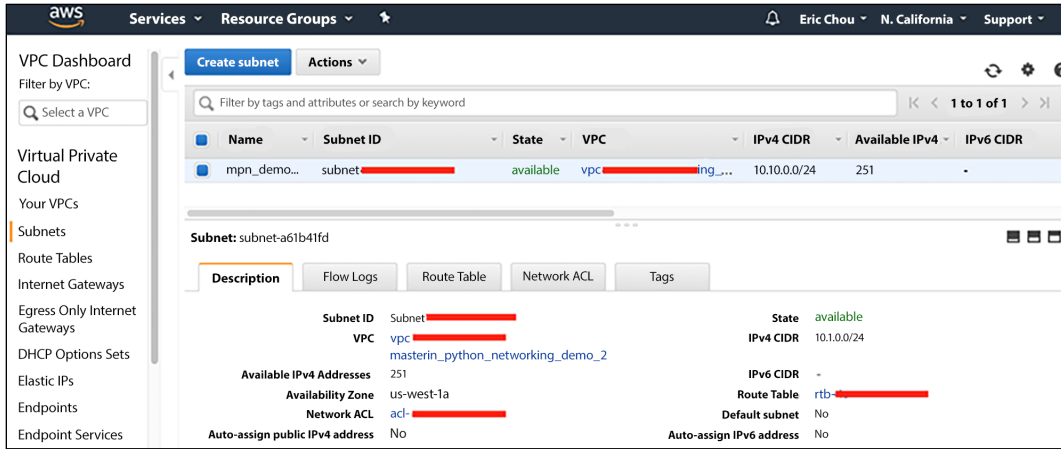 aws Services Resource Groups Eric Chou N. California Support
VPC Dashboard
Filter by VPC:
Select a VPC
Virtual Private
Cloud
Your VPCs
Subnets
Route Tables
Internet Gateways
Egress Only Internet
Gateways
DHCP Options Sets
Elastic IPs
Endpoints
Endpoint Services
Create subnet Actions
Filter by tags and attributes or search by keyword 1 to 1 of 1
Name Subnet ID State VPC IPv4 CIDR Available IPv4 IPv6 CIDR
mpn_demo... subnet- available vpc ing_... 10.10.0.0/24 251 -
Subnet: subnet-a61b41fd
Description Flow Logs Route Table Network ACL Tags
Subnet ID Subnet State available
VPC vpc IPv4 CIDR 10.1.0.0/24
masterin_python_networking_demo_2
Available IPv4 Addresses 251 IPv6 CIDR -
Availability Zone us-west-1a Route Table rtb-
Network ACL acl- Default subnet No
Auto-assign public IPv4 address No Auto-assign IPv6 address No